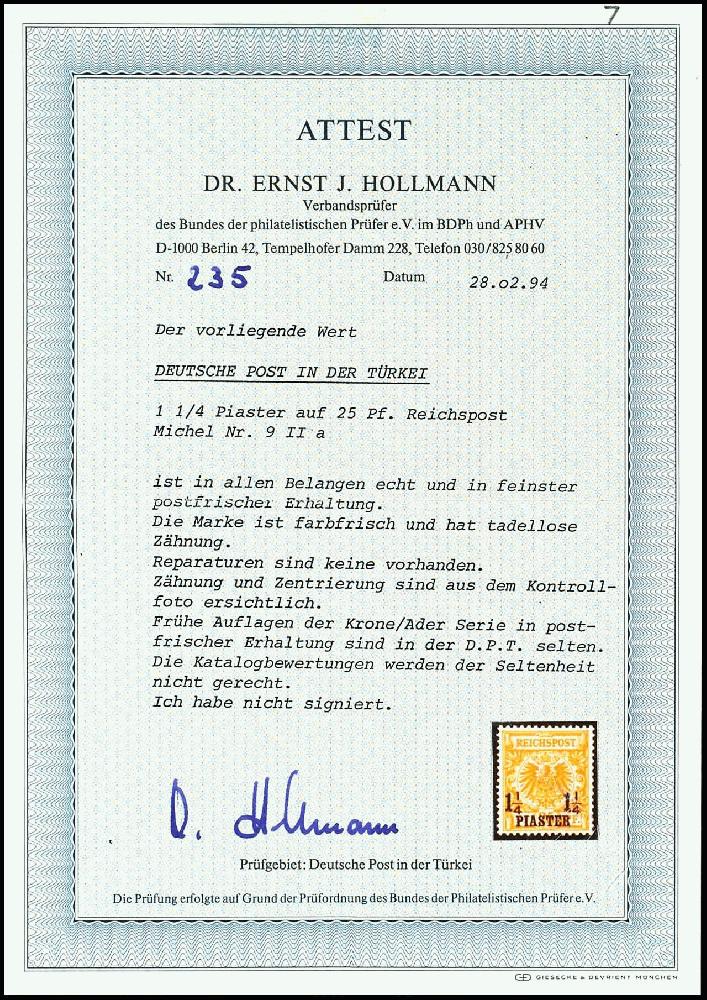 7
ATTEST
DR. ERNST J. HOLLMANN
Verbandsprüfer
des Bundes der philatelistischen Prüfer e.V. im BDPh und APHV
D-1000 Berlin 42, Tempelhofer Damm 228, Telefon 030/825 80 60
Nr. 235 Datum 28.o2.94
Der vorliegende Wert
DEUTSCHE POST IN DER TÜRKEI
1 1/4 Piaster auf 25 Pf. Reichspost
Michel Nr. 9 II a
ist in allen Belangen echt und in feinster
postfrischer Erhaltung.
Die Marke ist farbfrisch und hat tadellose
Zähnung.
Reparaturen sind keine vorhanden.
Zähnung und Zentrierung sind aus dem Kontroll-
foto ersichtlich.
Frühe Auflagen der Krone/Ader Serie in post-
frischer Erhaltung sind in der D.P.T. selten.
Die Katalogbewertungen werden der Seltenheit
nicht gerecht.
Ich habe nicht signiert.
REICHSPOST
1¼ 1¼
PIASTER
D. Hollmann
Prüfgebiet: Deutsche Post in der Türkei
Die Prüfung erfolgte auf Grund der Prüfordnung des Bundes der Philatelistischen Prüfer e.V.
GIESECKE & DEVRIENT MÜNCHEN